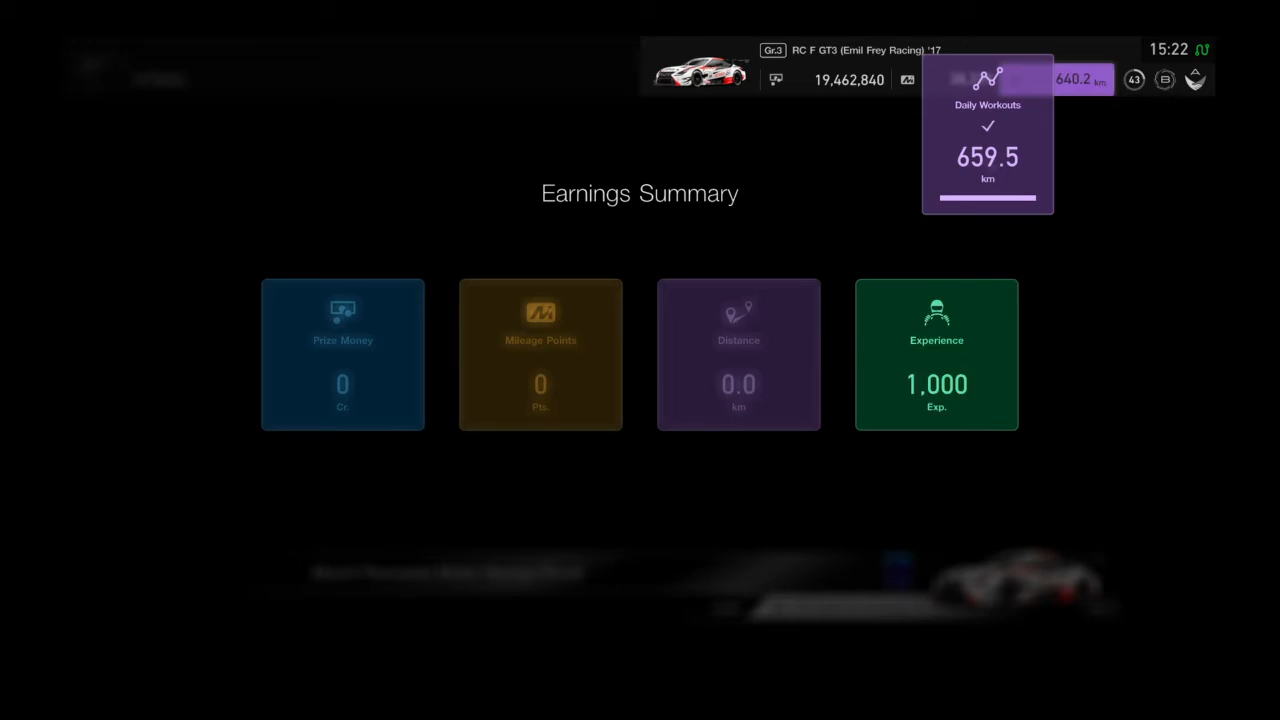 Gr.3 RC F GT3 (Emil Frey Racing) '17
15:22
19,462,840
640.2 km
43
B
Daily Workouts
659.5
km
Earnings Summary
Prize Money
0
Cr.
Mileage Points
0
Pts.
Distance
0.0
km
Experience
1,000
Exp.